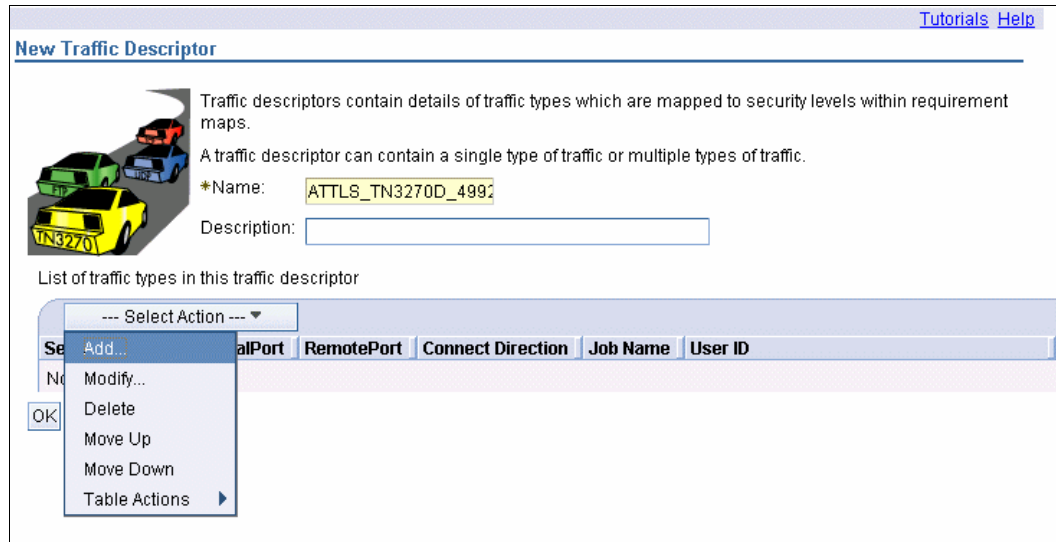 Tutorials Help
New Traffic Descriptor
Traffic descriptors contain details of traffic types which are mapped to security levels within requirement
maps.
A traffic descriptor can contain a single type of traffic or multiple types of traffic.
*Name: ATTLS_TN3270D_4992
Description:
FTP
TN3270
List of traffic types in this traffic descriptor
--- Select Action ---
Se alPort RemotePort Connect Direction Job Name User ID
No
Add...
Modify...
Delete
Move Up
Move Down
Table Actions
OK